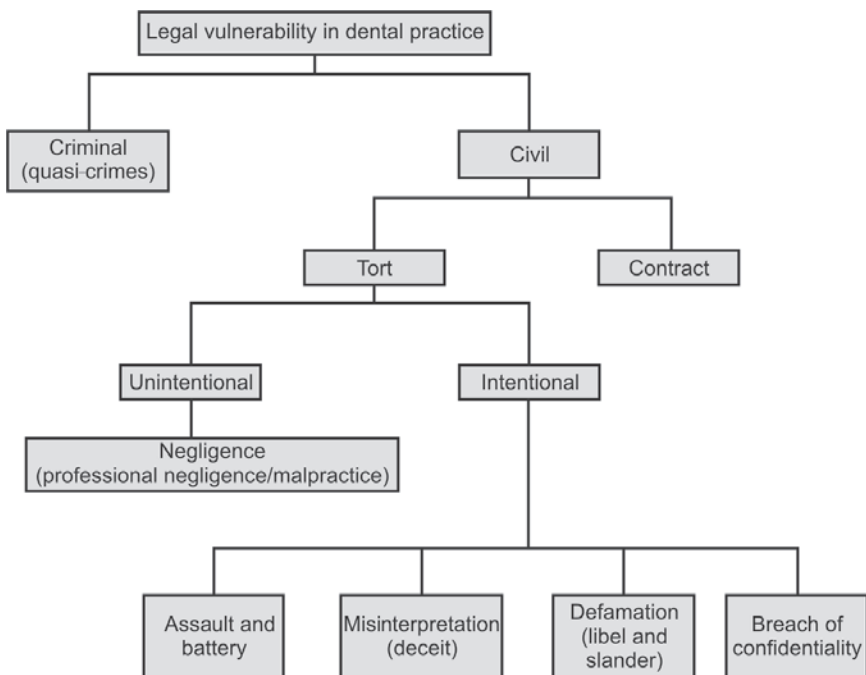 Legal vulnerability in dental practice
Criminal
(quasi-crimes)
Civil
Tort
Contract
Unintentional
Intentional
Negligence
(professional negligence/malpractice)
Assault and
battery
Misinterpretation
(deceit)
Defamation
(libel and
slander)
Breach of
confidentiality